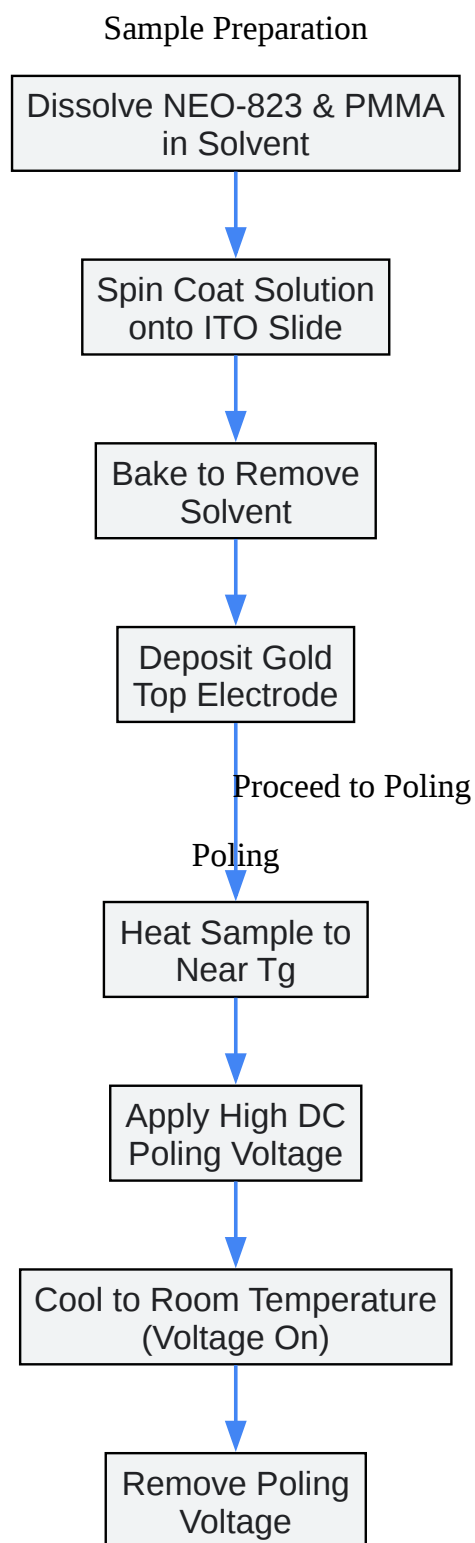 Sample Preparation
Dissolve NEO-823 & PMMA
in Solvent
Spin Coat Solution
onto ITO Slide
Bake to Remove
Solvent
Deposit Gold
Top Electrode
Proceed to Poling
Poling
Heat Sample to
Near Tg
Apply High DC
Poling Voltage
Cool to Room Temperature
(Voltage On)
Remove Poling
Voltage